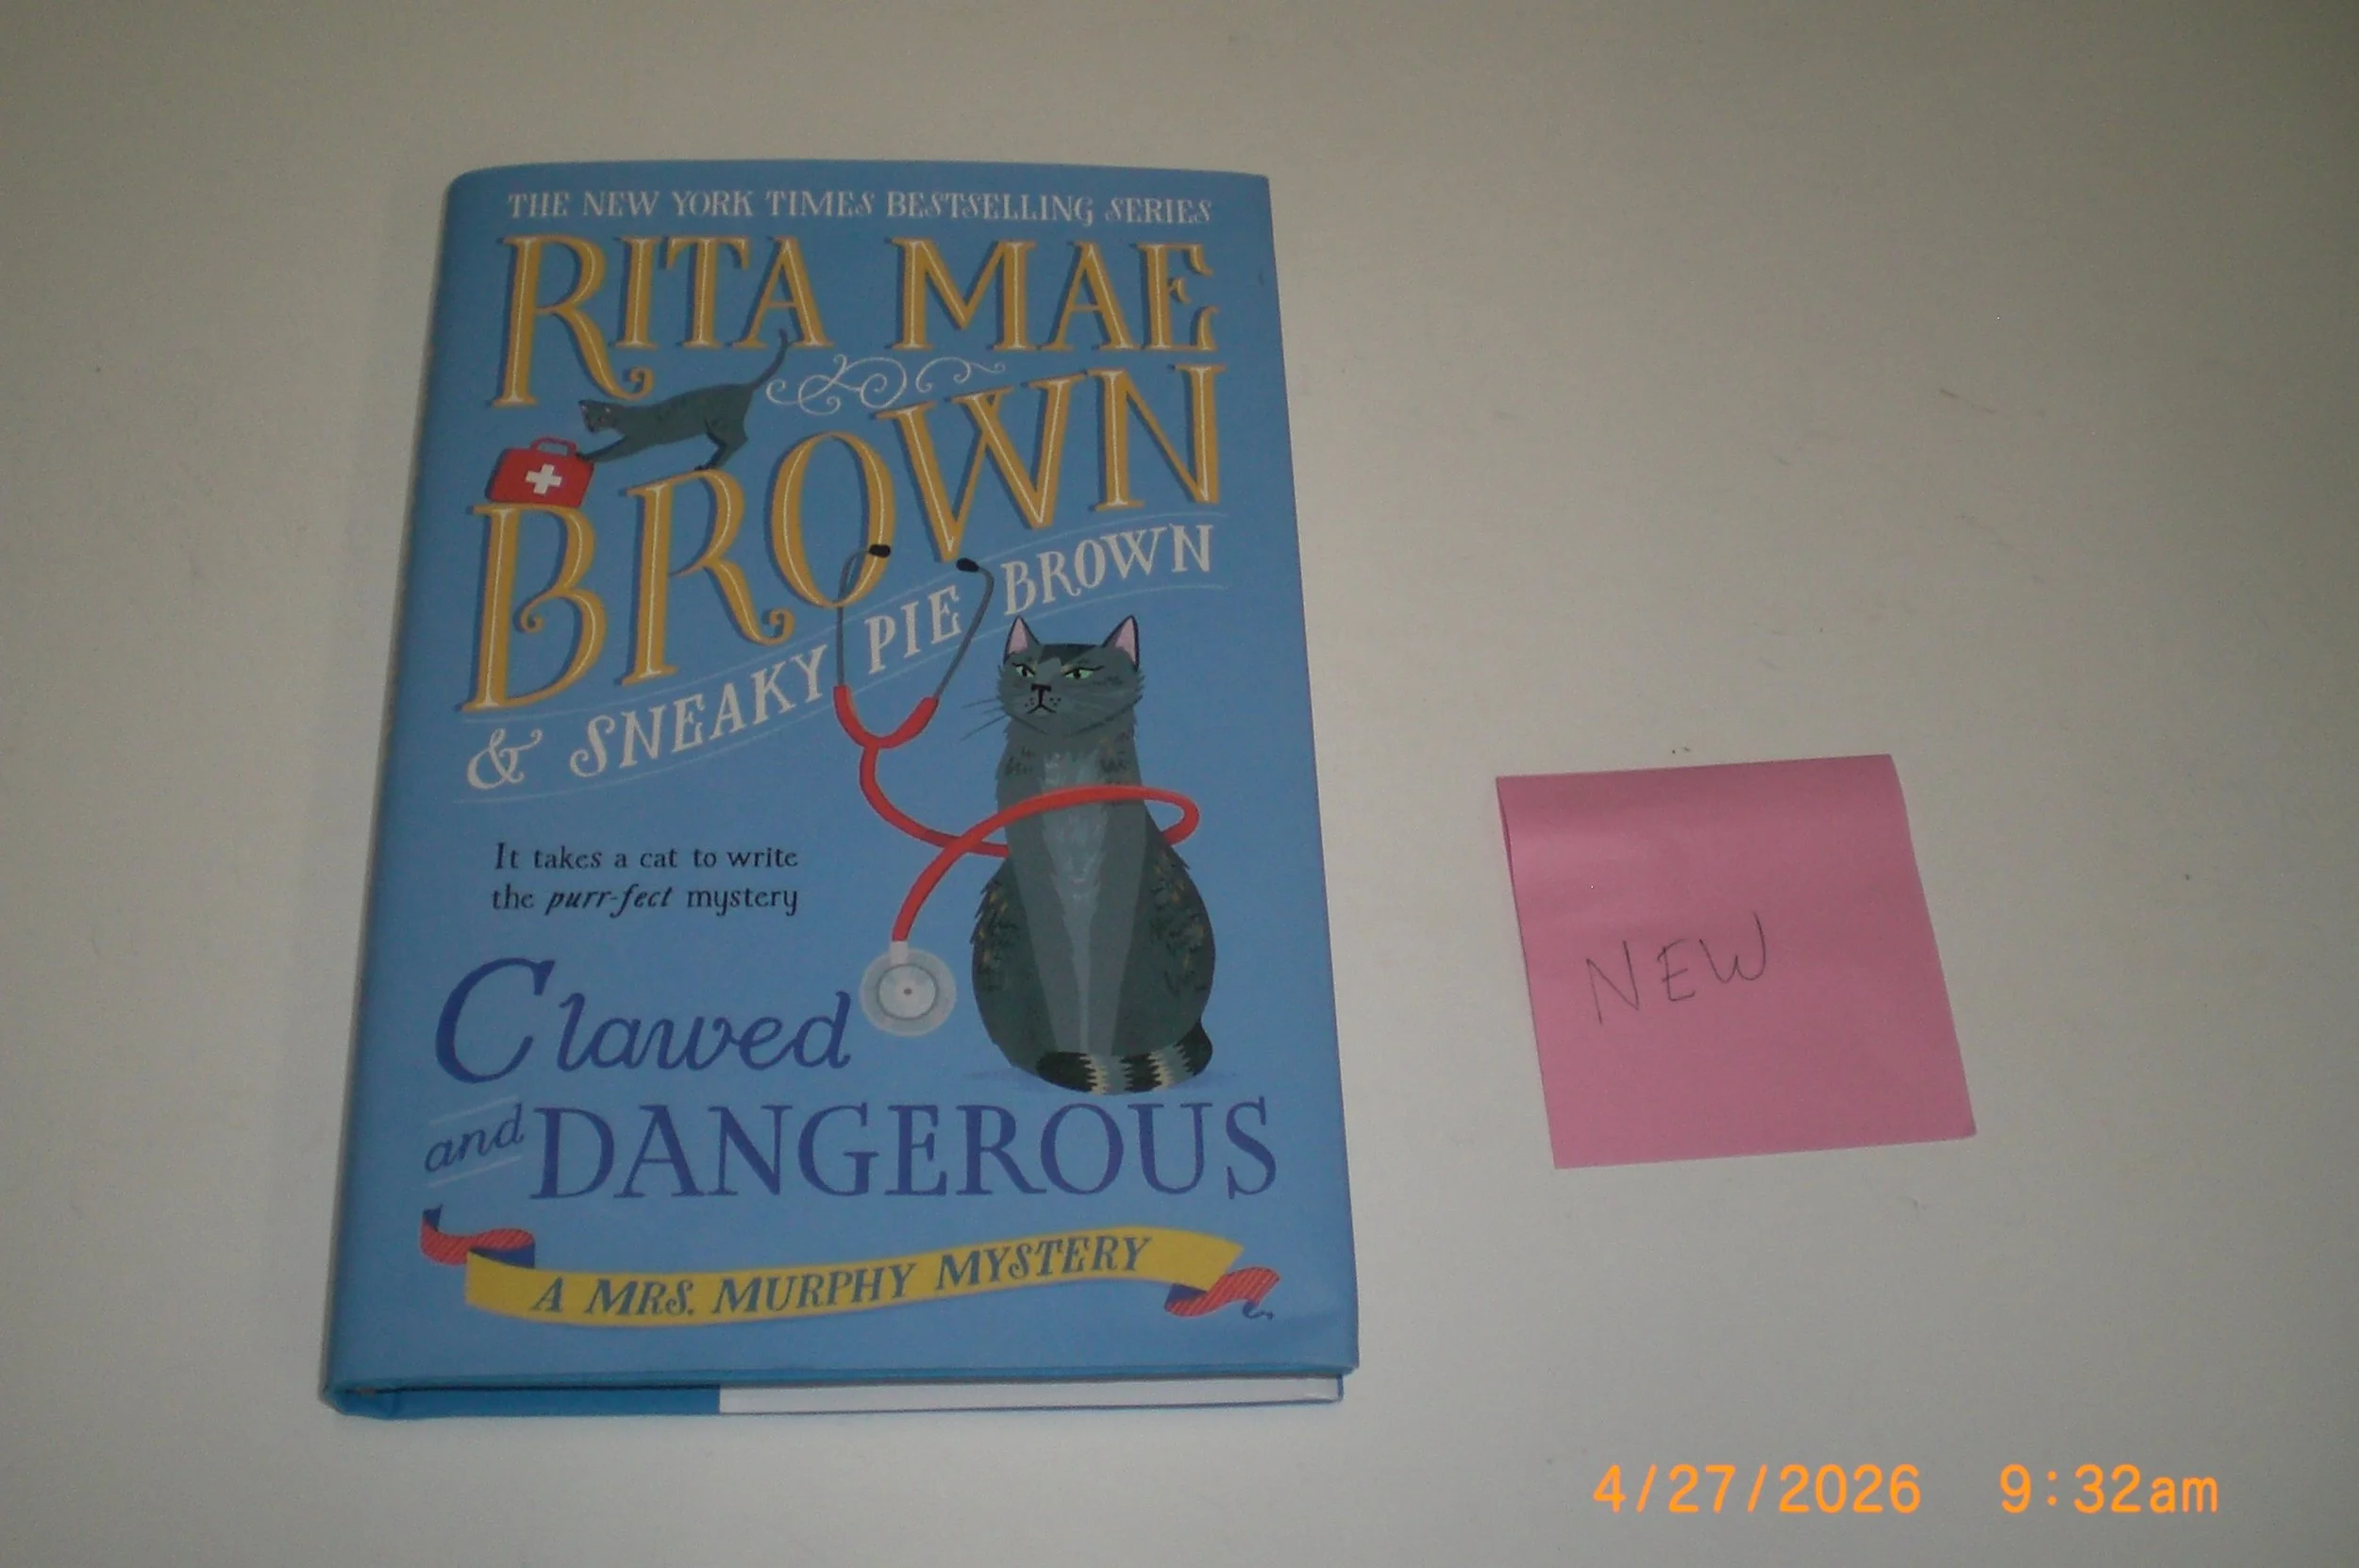 THE NEW YORK TIMES BESTSELLING SERIES
RITA MAE
BROWN
& SNEAKY PIE BROWN
It takes a cat to write
the purr-fect mystery
Clawed
and DANGEROUS
A MRS. MURPHY MYSTERY
NEW
4/27/2026 9:32am